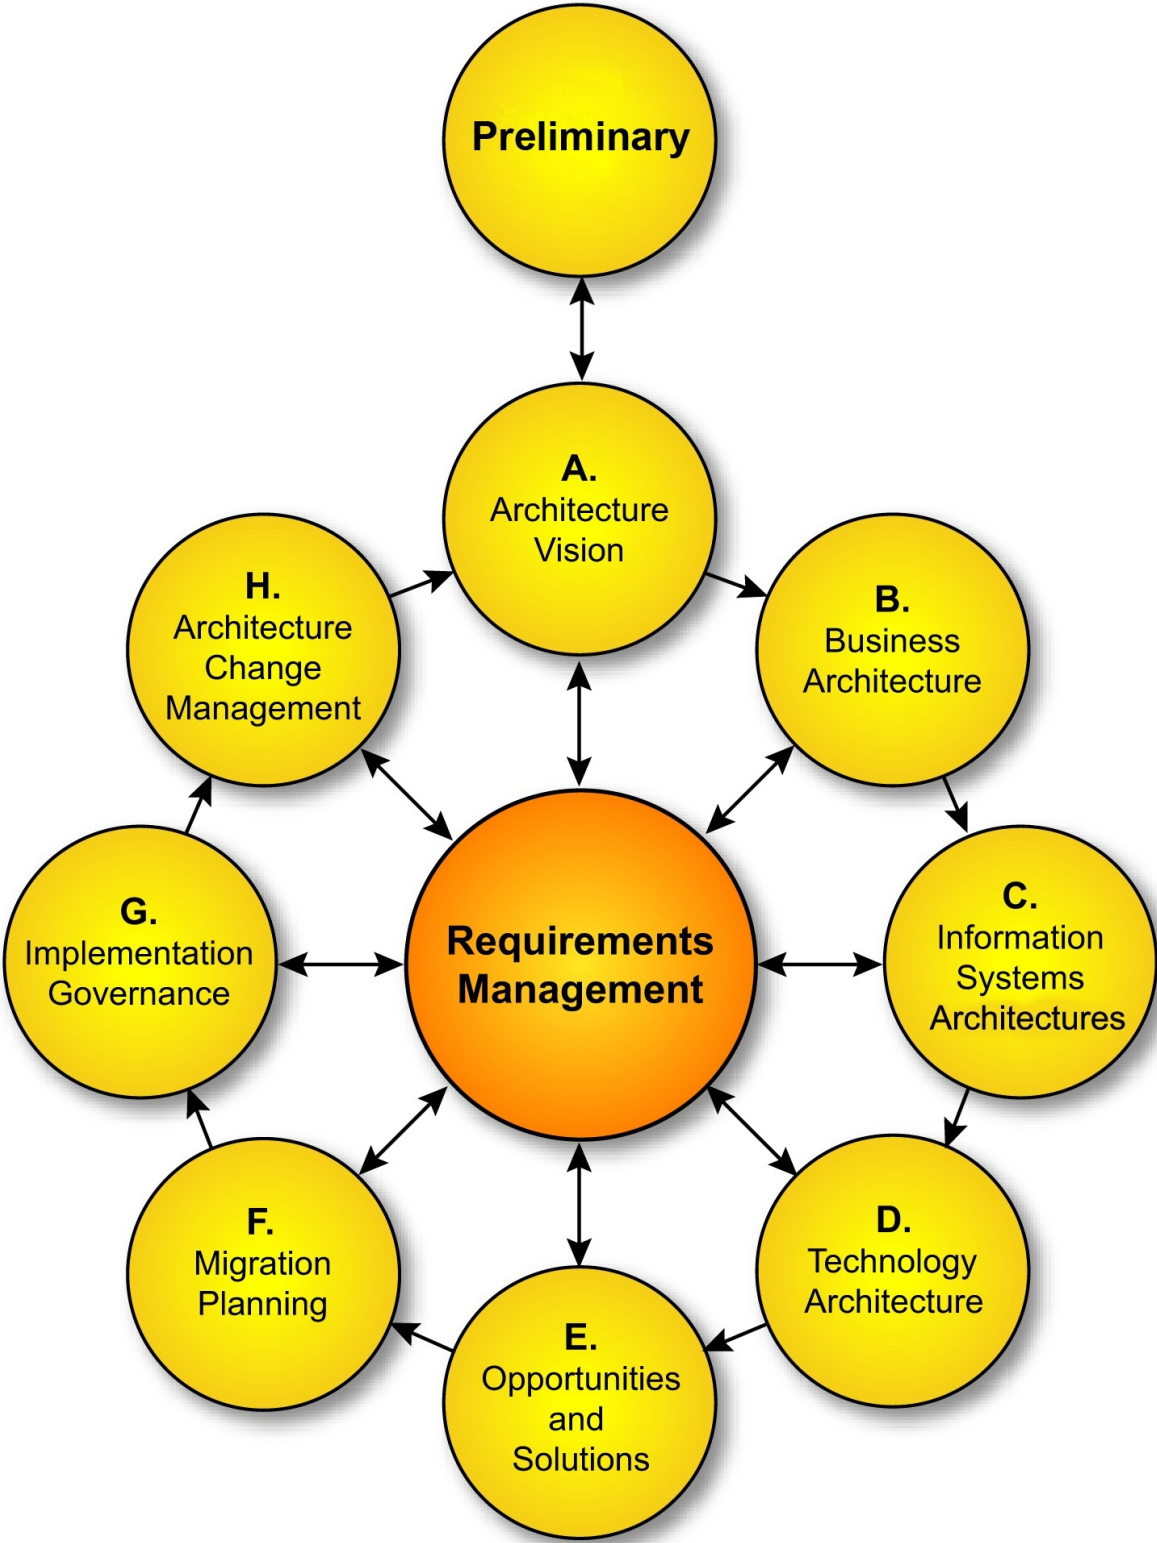 Preliminary
A.
Architecture
Vision
B.
Business
Architecture
C.
Information
Systems
Architectures
D.
Technology
Architecture
E.
Opportunities
and
Solutions
F.
Migration
Planning
G.
Implementation
Governance
H.
Architecture
Change
Management
Requirements
Management